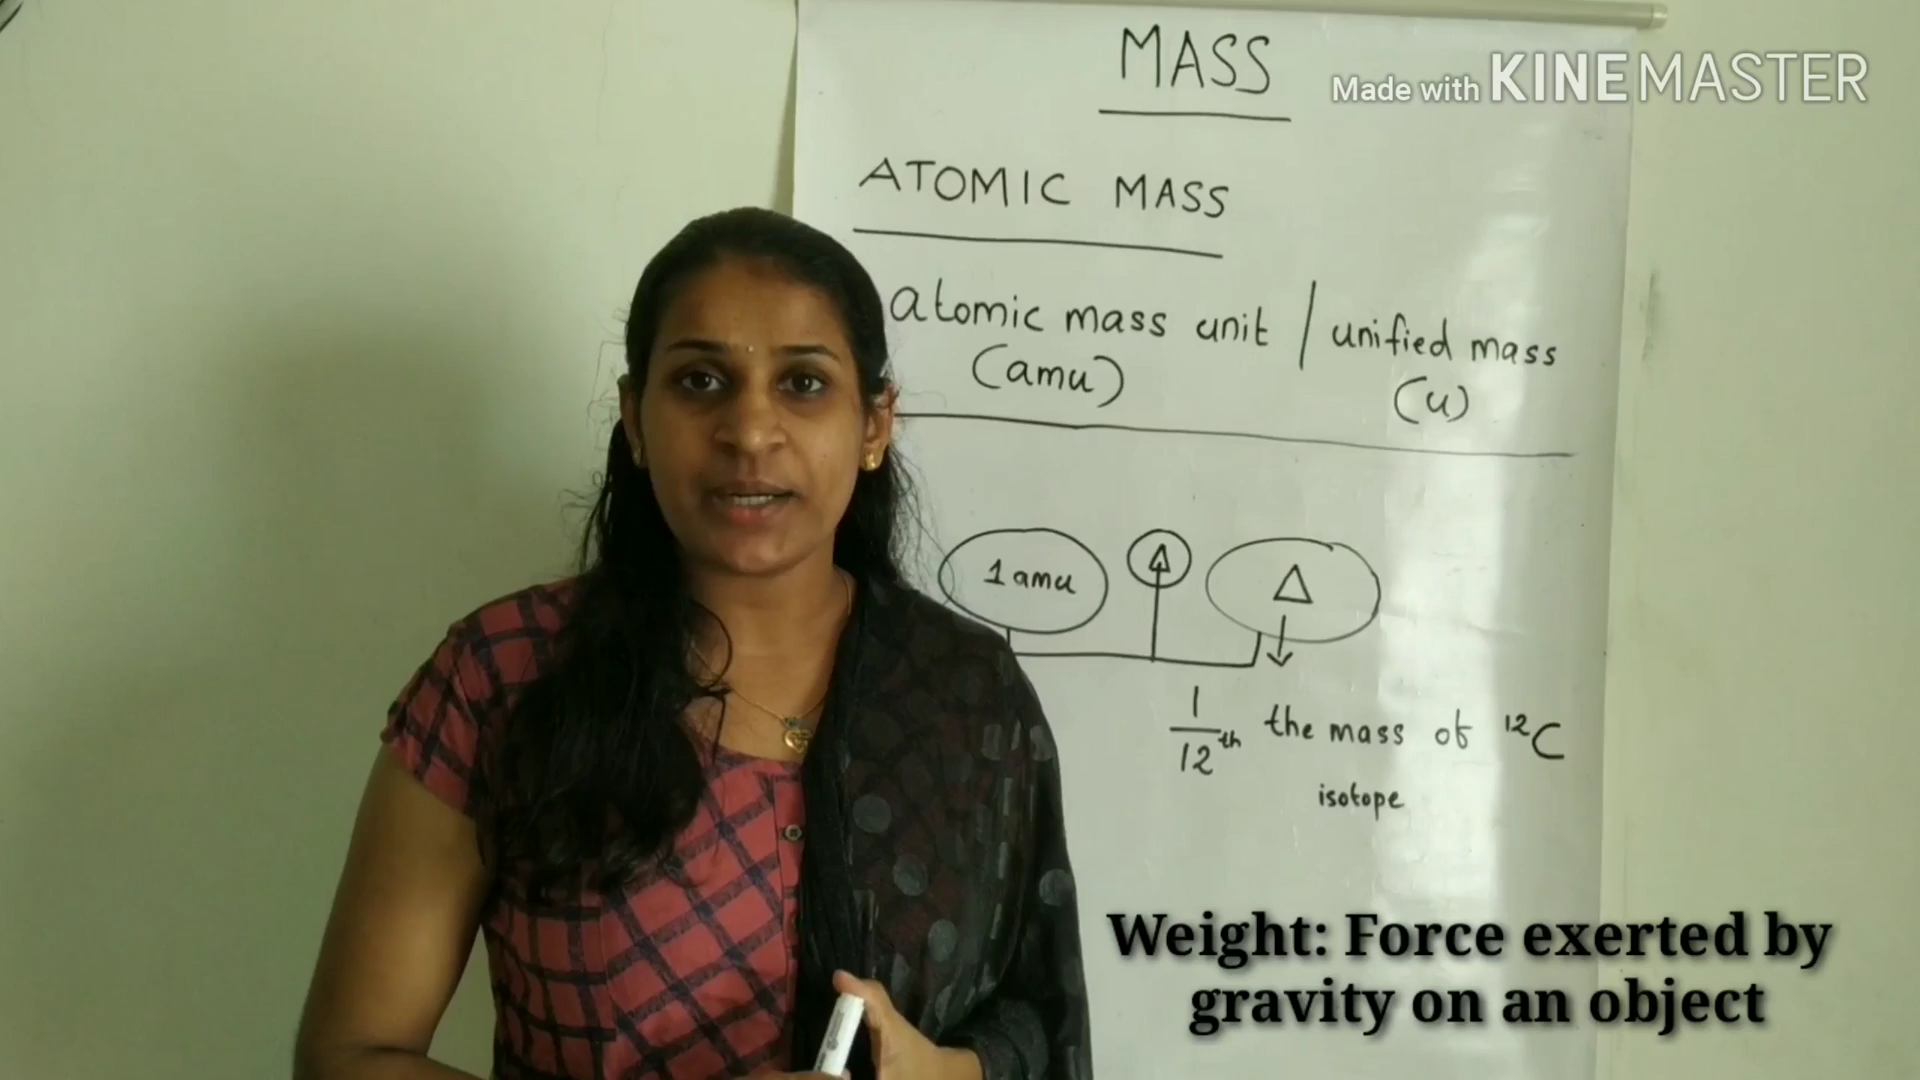 MASS
Made with KINEMASTER
ATOMIC MASS
atomic mass unit / unified mass
(amu) (u)
1 amu
1/12th the mass of ¹²C
isotope
Weight: Force exerted by
gravity on an object